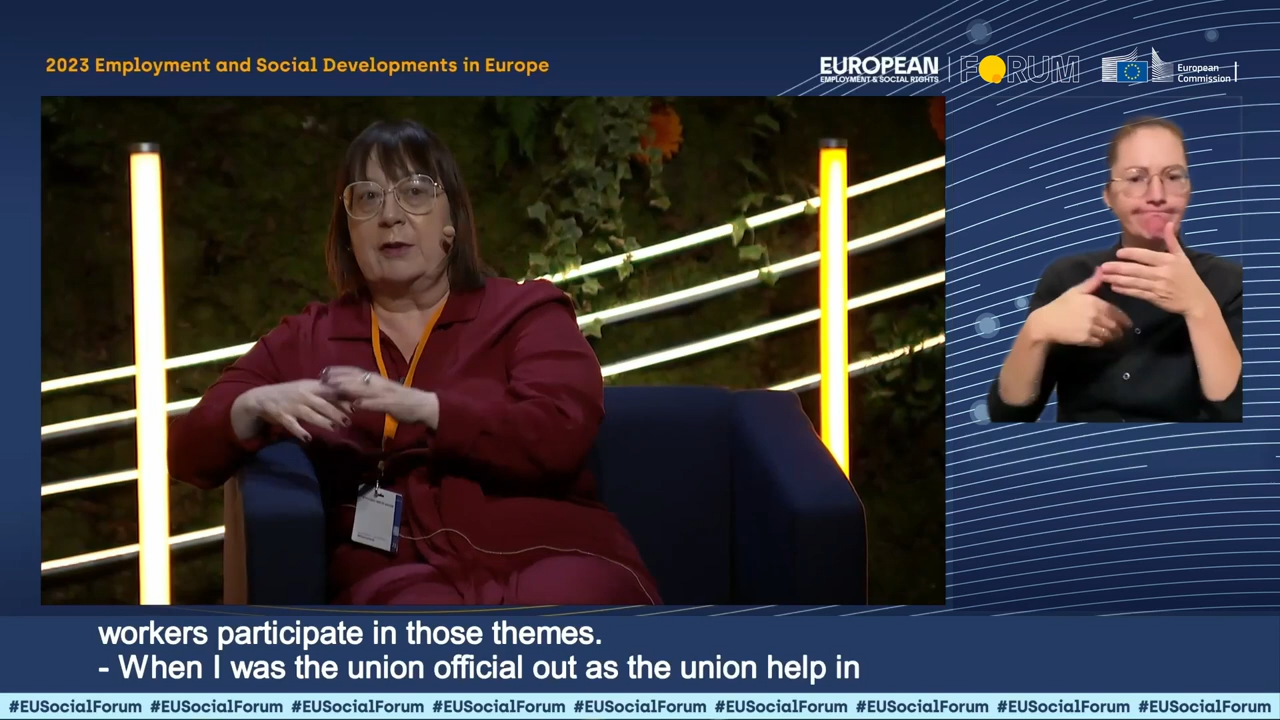 2023 Employment and Social Developments in Europe
EUROPEAN
EMPLOYMENT & SOCIAL RIGHTS
FORUM
European
Commission
workers participate in those themes.
- When I was the union official out as the union help in
#EUSocialForum #EUSocialForum #EUSocialForum #EUSocialForum #EUSocialForum #EUSocialForum #EUSocialForum #EUSocialForum #EUSocialForum